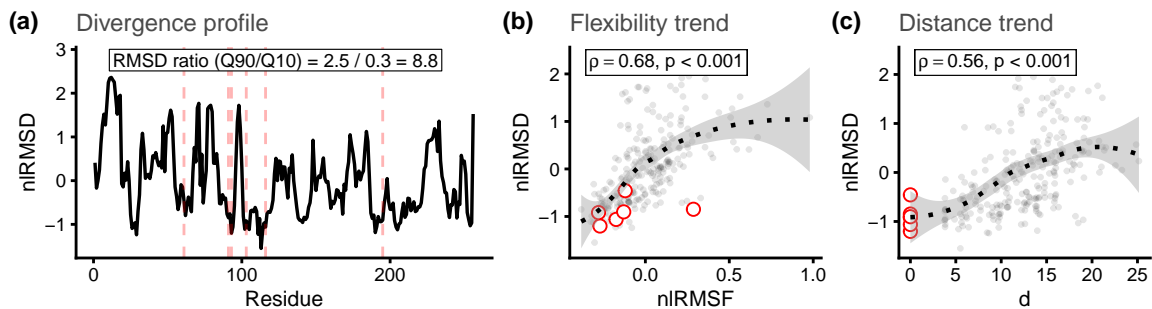 (a) Divergence profile
RMSD ratio (Q90/Q10) = 2.5 / 0.3 = 8.8
nlRMSD
3
2
1
0
−1
0 100 200
Residue
(b) Flexibility trend
ρ = 0.68, p < 0.001
nlRMSD
2
1
0
−1
0.0 0.5 1.0
nlRMSF
(c) Distance trend
ρ = 0.56, p < 0.001
nlRMSD
2
1
0
−1
0 5 10 15 20 25
d